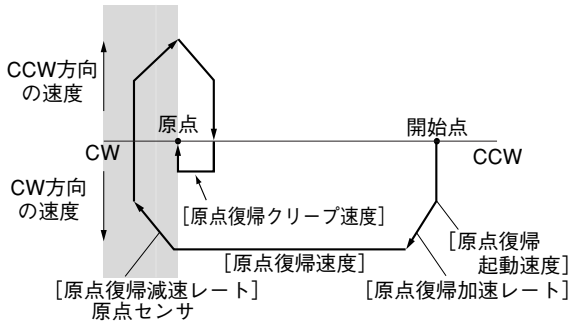 CCW方向
の速度
原点
開始点
CW
CCW
CW方向
の速度
［原点復帰クリープ速度］
［原点復帰
起動速度］
［原点復帰速度］
［原点復帰減速レート］
［原点復帰加速レート］
原点センサ